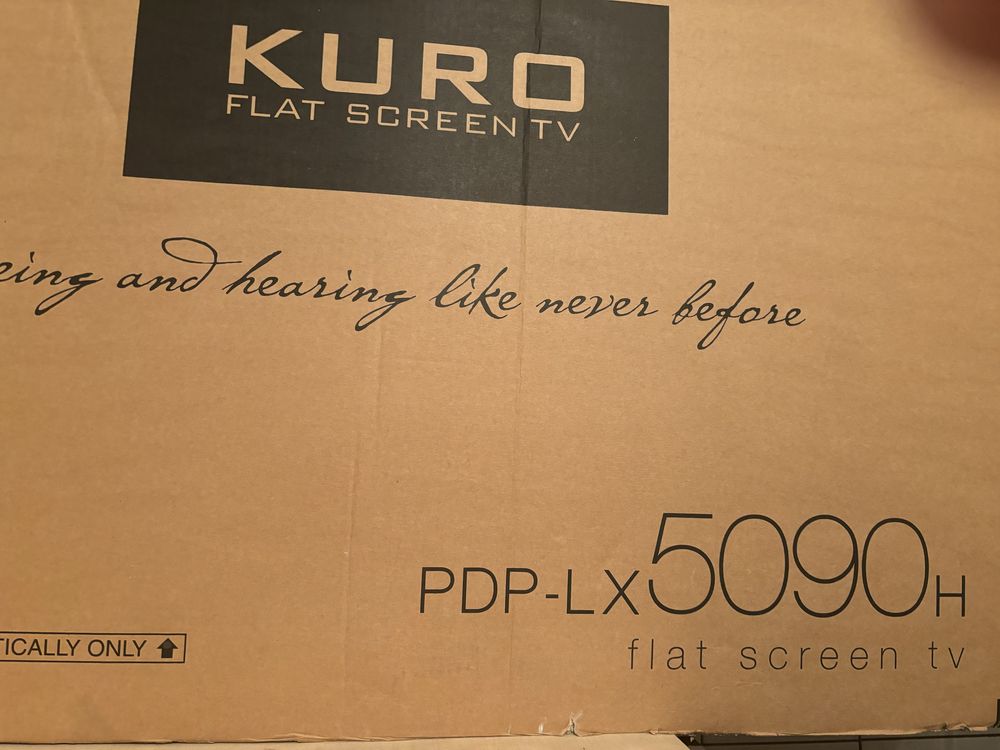 KURO
FLAT SCREEN TV
eing and hearing like never before
PDP-LX5090H
flat screen tv
TICALLY ONLY